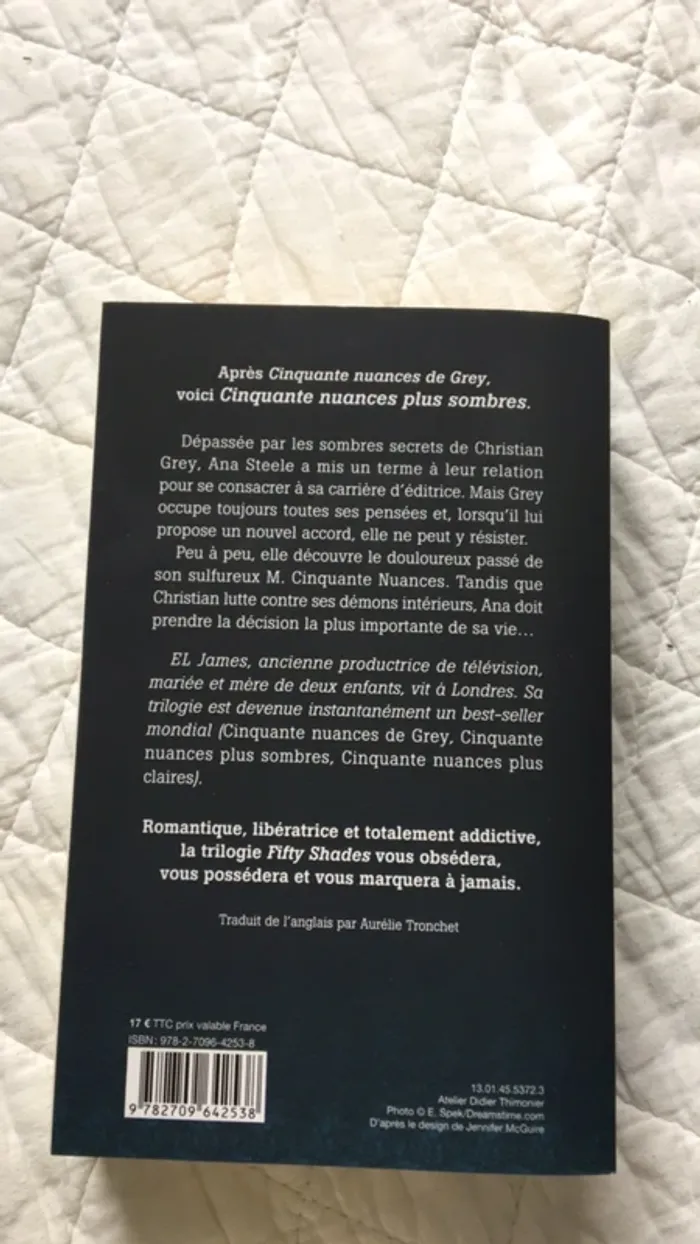 Après Cinquante nuances de Grey,
voici Cinquante nuances plus sombres.
Dépassée par les sombres secrets de Christian
Grey, Ana Steele a mis un terme à leur relation
pour se consacrer à sa carrière d'éditrice. Mais Grey
occupe toujours toutes ses pensées et, lorsqu'il lui
propose un nouvel accord, elle ne peut y résister.
Peu à peu, elle découvre le douloureux passé de
son sulfureux M. Cinquante Nuances. Tandis que
Christian lutte contre ses démons intérieurs, Ana doit
prendre la décision la plus importante de sa vie...
EL James, ancienne productrice de télévision,
mariée et mère de deux enfants, vit à Londres. Sa
trilogie est devenue instantanément un best-seller
mondial (Cinquante nuances de Grey, Cinquante
nuances plus sombres, Cinquante nuances plus
claires).
Romantique, libératrice et totalement addictive,
la trilogie Fifty Shades vous obsédera,
vous possédera et vous marquera à jamais.
Traduit de l'anglais par Aurélie Tronchet
17 € TTC prix valable France
ISBN : 978-2-7096-4253-8
9 782709 642538
13.01.45.5372.3
Atelier Didier Thimonier
Photo © E. Spek/Dreamstime.com
D'après le design de Jennifer McGuire